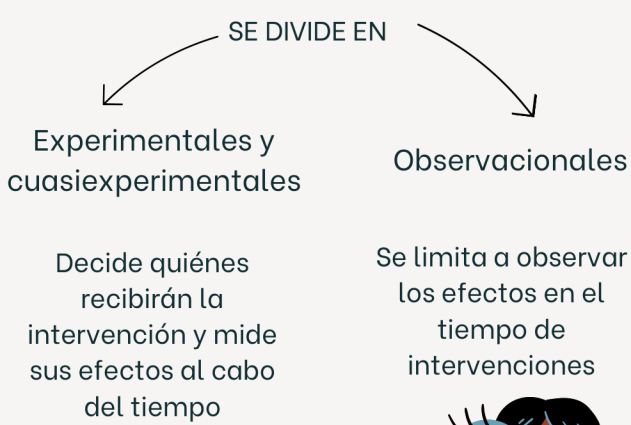 SE DIVIDE EN
Experimentales y
cuasiexperimentales
Decide quiénes
recibirán la
intervención y mide
sus efectos al cabo
del tiempo
Observacionales
Se limita a observar
los efectos en el
tiempo de
intervenciones